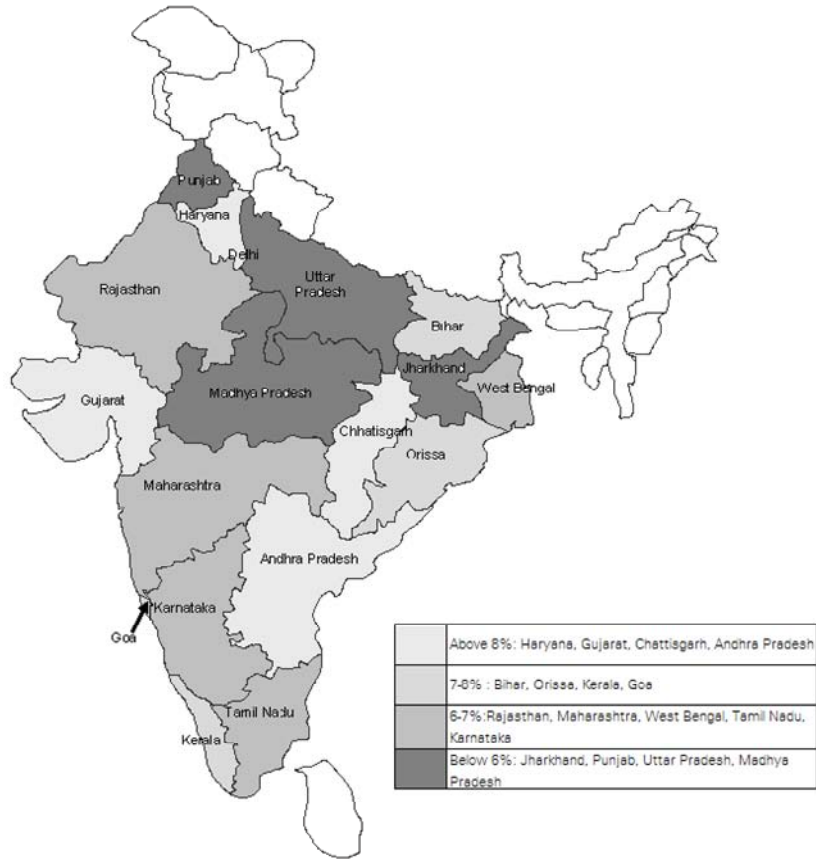 Punjab
Haryana
Delhi
Rajasthan
Uttar
Pradesh
Bihar
Jharkhand
West Bengal
Gujarat
Madhya Pradesh
Chhatisgarh
Orissa
Maharashtra
Andhra Pradesh
Karnataka
Goa
Tamil Nadu
Kerala
Above 8%: Haryana, Gujarat, Chattisgarh, Andhra Pradesh
7-8% : Bihar, Orissa, Kerala, Goa
6-7%:Rajasthan, Maharashtra, West Bengal, Tamil Nadu,
Karnataka
Below 6%: Jharkhand, Punjab, Uttar Pradesh, Madhya
Pradesh